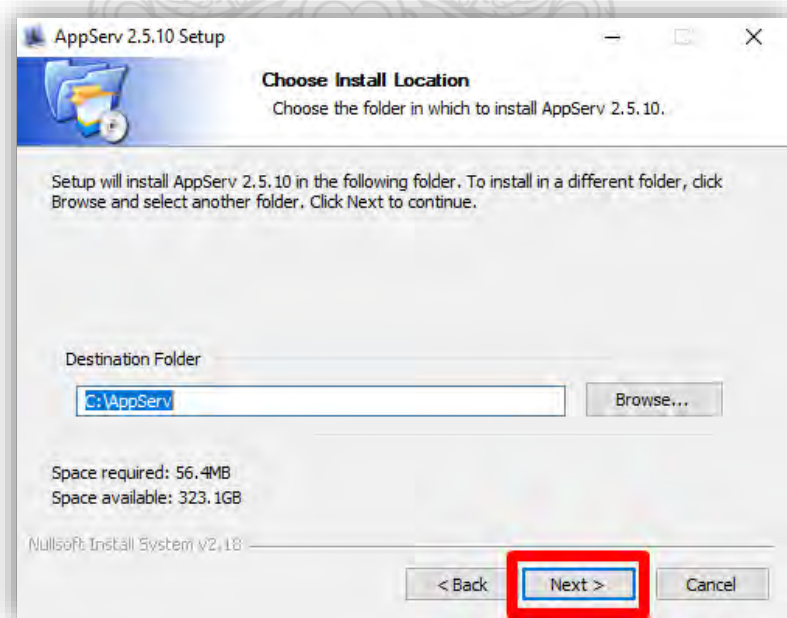 AppServ 2.5.10 Setup
Choose Install Location
Choose the folder in which to install AppServ 2.5.10.
Setup will install AppServ 2.5.10 in the following folder. To install in a different folder, click
Browse and select another folder. Click Next to continue.
Destination Folder
C:\AppServ
Browse...
Space required: 56.4MB
Space available: 323.1GB
Nullsoft Install System v2.18
< Back Next > Cancel